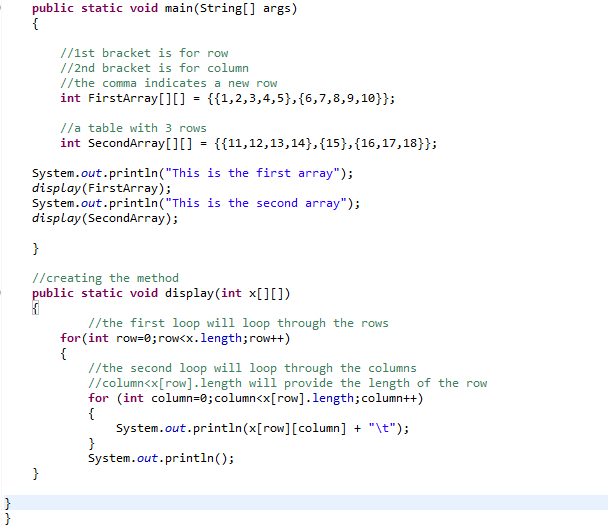 public static void main(String[] args)
{
//1st bracket is for row
//2nd bracket is for column
//the comma indicates a new row
int FirstArray[][] = {{1,2,3,4,5},{6,7,8,9,10}};
//a table with 3 rows
int SecondArray[][] = {{11,12,13,14},{15},{16,17,18}};
System.out.println("This is the first array");
display(FirstArray);
System.out.println("This is the second array");
display(SecondArray);
}
//creating the method
public static void display(int x[][])
{
//the first loop will loop through the rows
for(int row=0;row<x.length;row++)
{
//the second loop will loop through the columns
//column<x[row].length will provide the length of the row
for (int column=0;column<x[row].length;column++)
{
System.out.println(x[row][column] + "\t");
}
System.out.println();
}
}
}